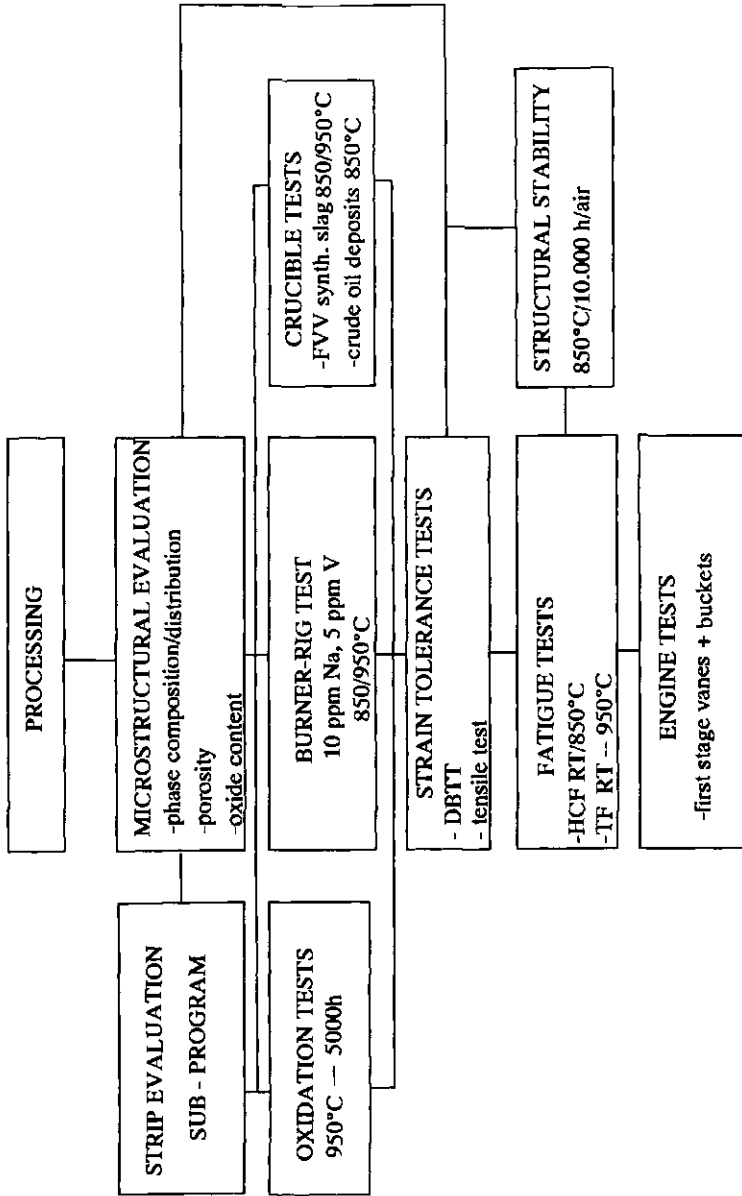 PROCESSING
STRIP EVALUATION
SUB - PROGRAM
MICROSTRUCTURAL EVALUATION
-phase composition/distribution
-porosity
-oxide content
OXIDATION TESTS
950°C — 5000h
BURNER-RIG TEST
10 ppm Na, 5 ppm V
850/950°C
CRUCIBLE TESTS
-FVV synth. slag 850/950°C
-crude oil deposits 850°C
STRAIN TOLERANCE TESTS
- DBTT
- tensile test
FATIGUE TESTS
-HCF RT/850°C
-TF RT -- 950°C
STRUCTURAL STABILITY
850°C/10.000 h/air
ENGINE TESTS
-first stage vanes + buckets